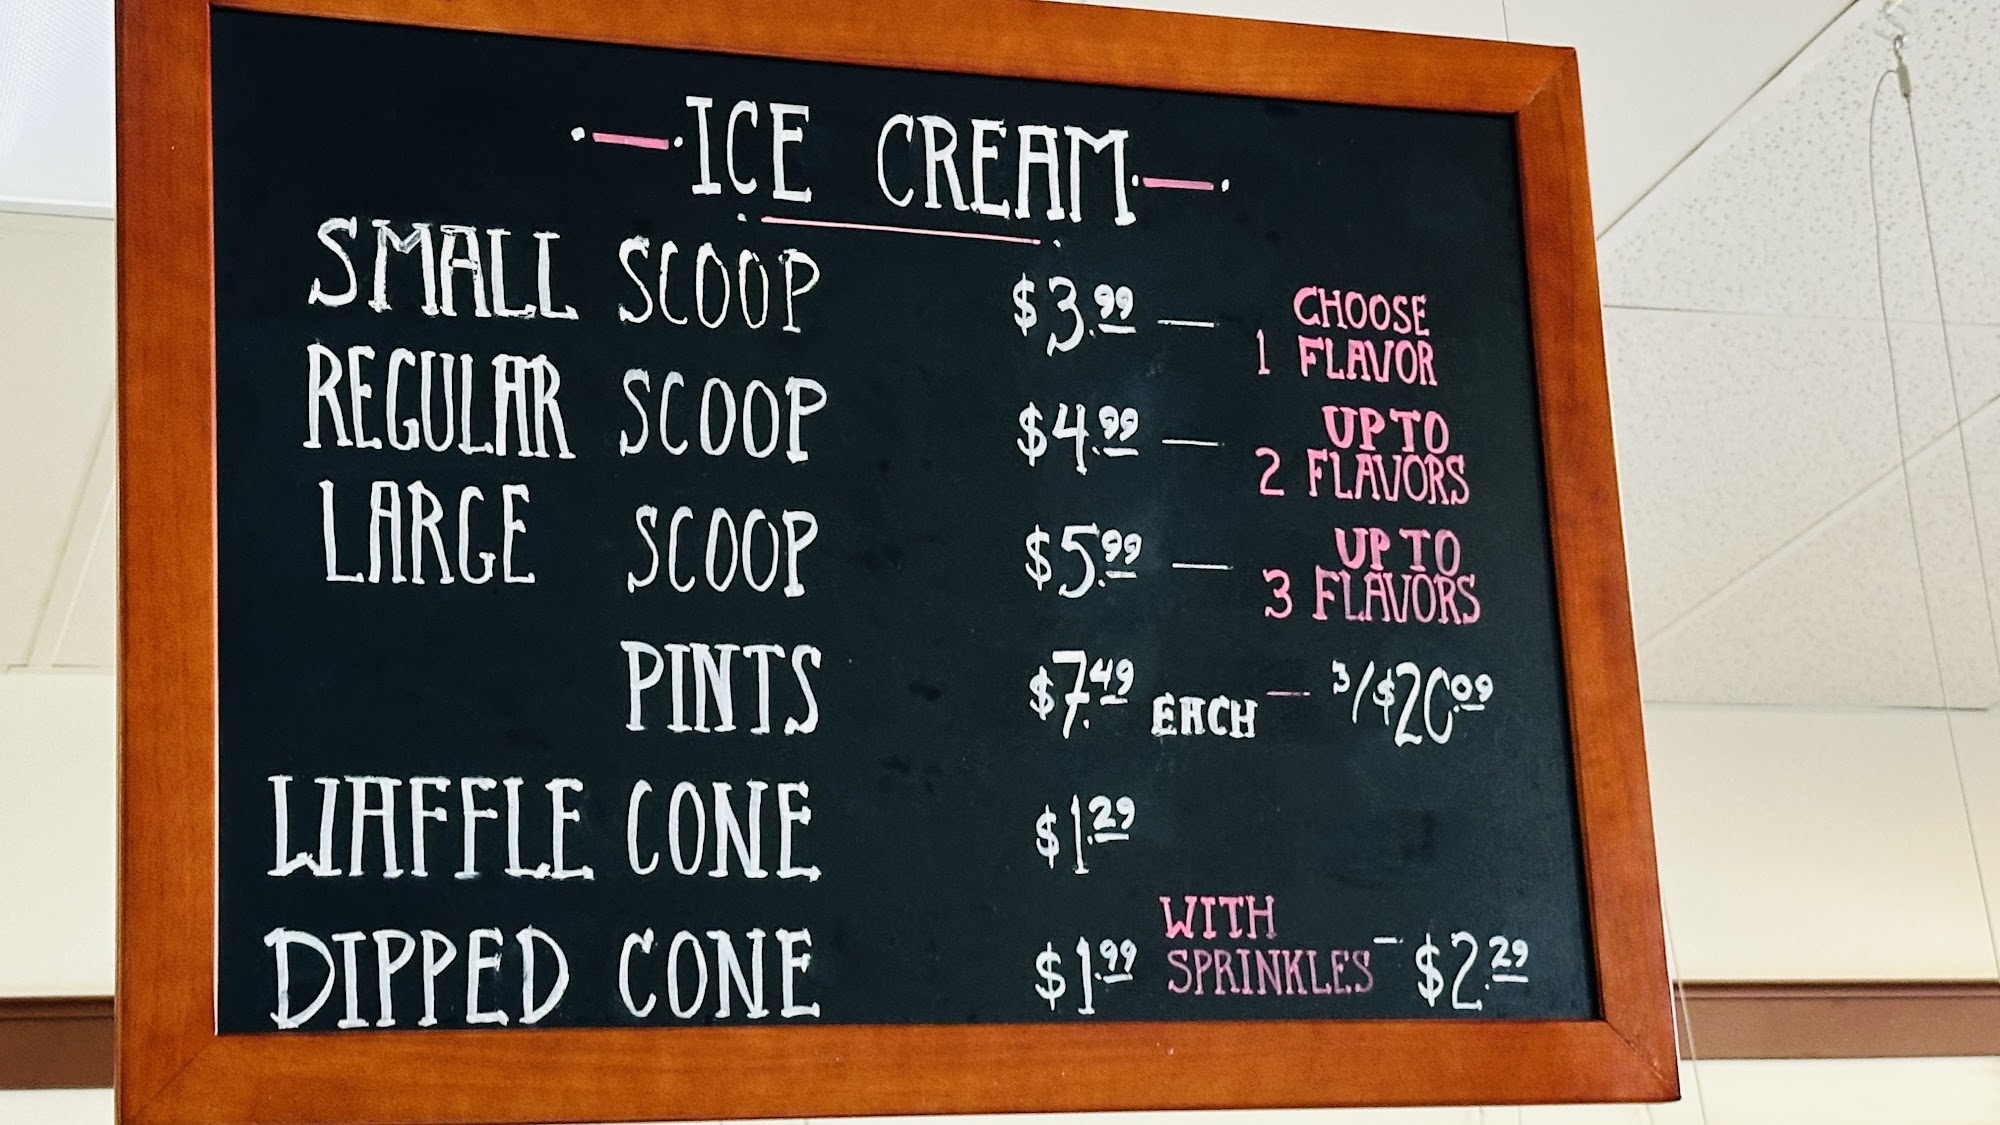 ICE CREAM
SMALL SCOOP $3.99 — CHOOSE
1 FLAVOR
REGULAR SCOOP $4.99 — UP TO
2 FLAVORS
LARGE SCOOP $5.99 — UP TO
3 FLAVORS
PINTS $7.49 EACH — 3/$20.09
WAFFLE CONE $1.29
DIPPED CONE $1.99 WITH
SPRINKLES – $2.29